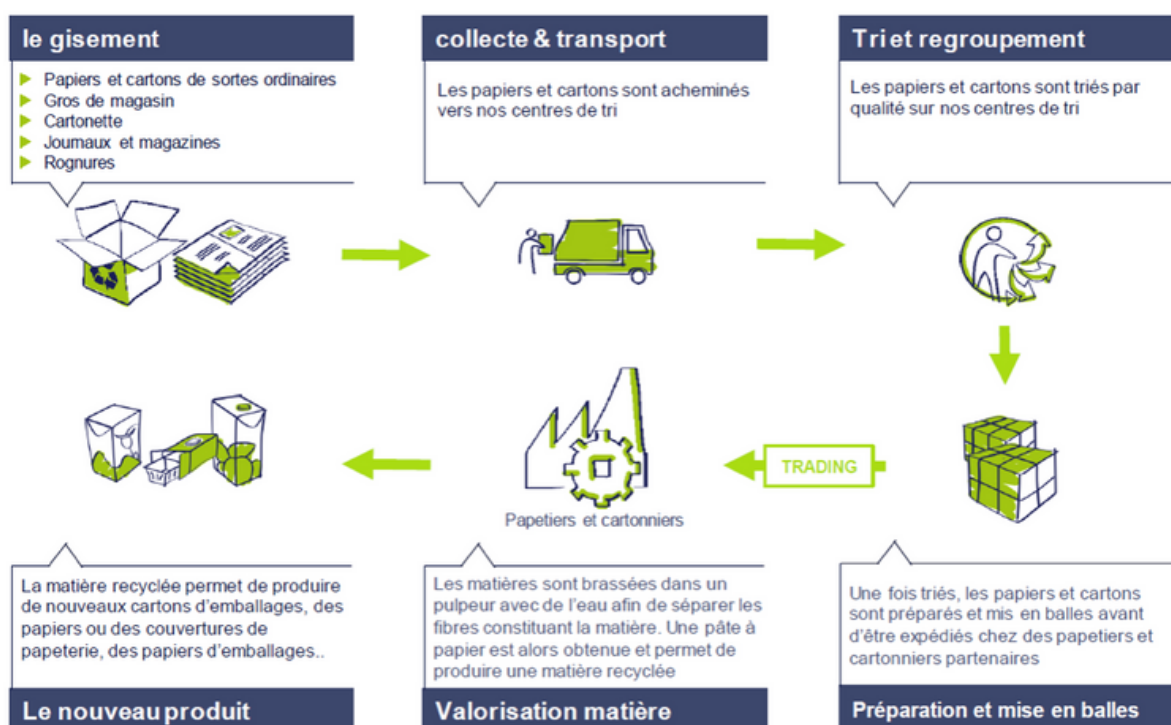 le gisement
Papiers et cartons de sortes ordinaires
Gros de magasin
Cartonette
Journaux et magazines
Rognures
collecte & transport
Les papiers et cartons sont acheminés
vers nos centres de tri
Tri et regroupement
Les papiers et cartons sont triés par
qualité sur nos centres de tri
TRADING
Papetiers et cartonniers
La matière recyclée permet de produire
de nouveaux cartons d'emballages, des
papiers ou des couvertures de
papeterie, des papiers d'emballages..
Le nouveau produit
Les matières sont brassées dans un
pulpeur avec de l'eau afin de séparer les
fibres constituant la matière. Une pâte à
papier est alors obtenue et permet de
produire une matière recyclée
Valorisation matière
Une fois triés, les papiers et cartons
sont préparés et mis en balles avant
d'être expédiés chez des papetiers et
cartonniers partenaires
Préparation et mise en balles